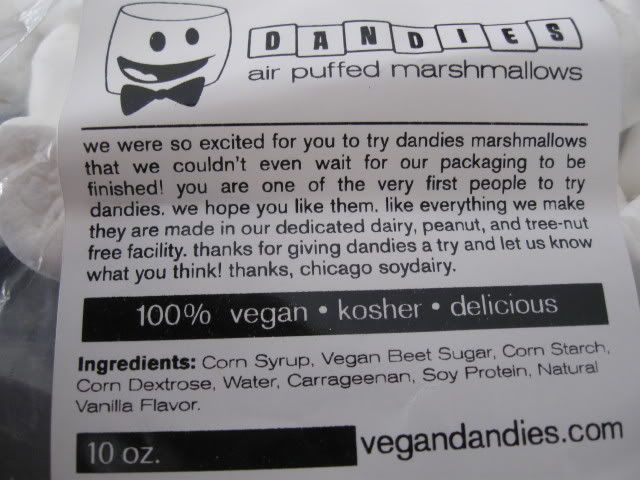 DANDIES
air puffed marshmallows
we were so excited for you to try dandies marshmallows
that we couldn't even wait for our packaging to be
finished! you are one of the very first people to try
dandies. we hope you like them. like everything we make
they are made in our dedicated dairy, peanut, and tree-nut
free facility. thanks for giving dandies a try and let us know
what you think! thanks, chicago soydairy.
100% vegan • kosher • delicious
Ingredients: Corn Syrup, Vegan Beet Sugar, Corn Starch,
Corn Dextrose, Water, Carrageenan, Soy Protein, Natural
Vanilla Flavor.
10 oz.
vegandandies.com